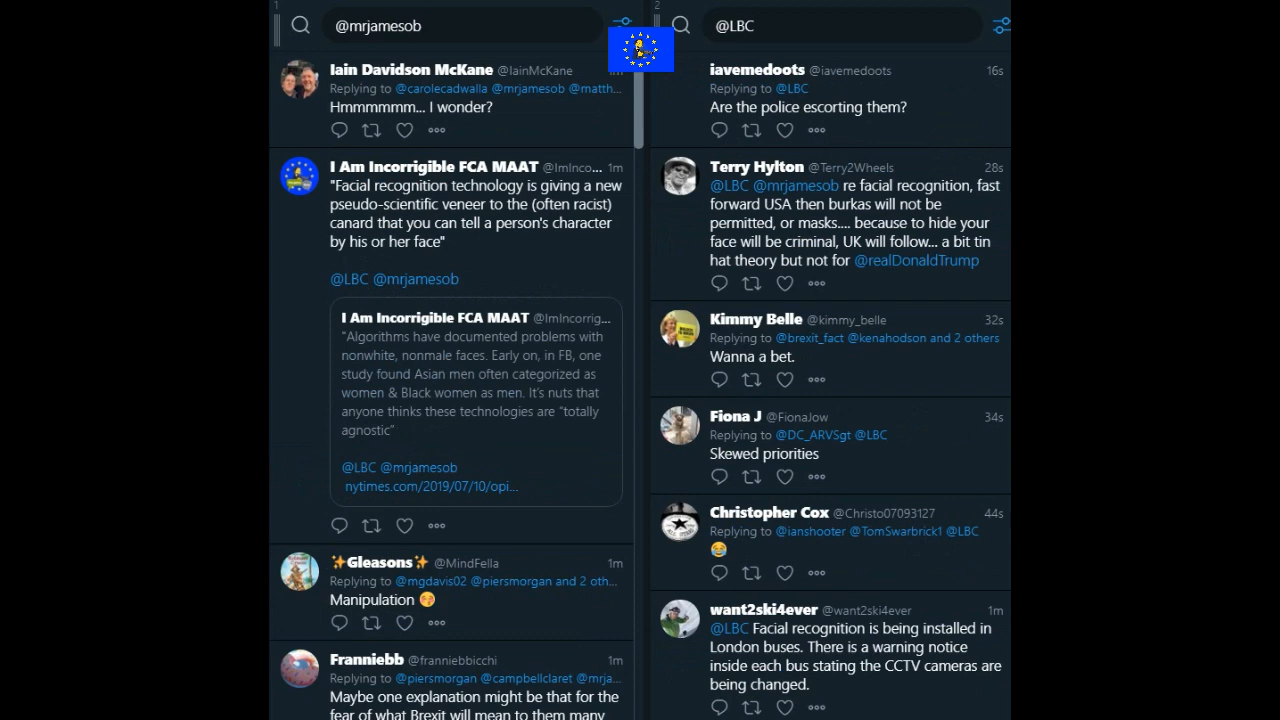 1
@mrjamesob
Iain Davidson McKane @IainMcKane
Replying to @carolecadwalla @mrjamesob @matth...
Hmmmmmm... I wonder?
I Am Incorrigible FCA MAAT @ImInco... 1m
"Facial recognition technology is giving a new
pseudo-scientific veneer to the (often racist)
canard that you can tell a person's character
by his or her face"
@LBC @mrjamesob
I Am Incorrigible FCA MAAT @ImIncorrig...
"Algorithms have documented problems with
nonwhite, nonmale faces. Early on, in FB, one
study found Asian men often categorized as
women & Black women as men. It's nuts that
anyone thinks these technologies are "totally
agnostic"
@LBC @mrjamesob
nytimes.com/2019/07/10/opi...
✨Gleasons✨ @MindFella 1m
Replying to @mgdavis02 @piersmorgan and 2 oth...
Manipulation 😚
Franniebb @franniebbicchi 1m
Replying to @piersmorgan @campbellclaret @mrja...
Maybe one explanation might be that for the
fear of what Brexit will mean to them many
2
@LBC
iavemedoots @iavemedoots 16s
Replying to @LBC
Are the police escorting them?
Terry Hylton @Terry2Wheels 28s
@LBC @mrjamesob re facial recognition, fast
forward USA then burkas will not be
permitted, or masks.... because to hide your
face will be criminal, UK will follow... a bit tin
hat theory but not for @realDonaldTrump
Kimmy Belle @kimmy_belle 32s
Replying to @brexit_fact @kenahodson and 2 others
Wanna a bet.
Fiona J @FionaJow 34s
Replying to @DC_ARVSgt @LBC
Skewed priorities
Christopher Cox @Christo07093127 44s
Replying to @ianshooter @TomSwarbrick1 @LBC
😂
want2ski4ever @want2ski4ever 1m
@LBC Facial recognition is being installed in
London buses. There is a warning notice
inside each bus stating the CCTV cameras are
being changed.